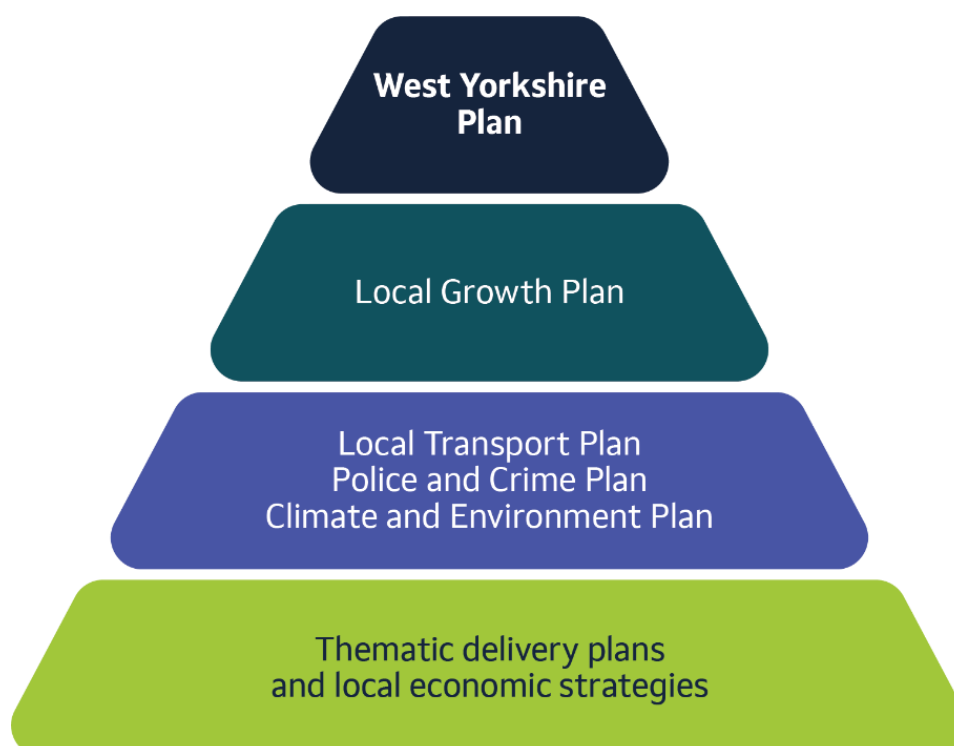 West Yorkshire
Plan
Local Growth Plan
Local Transport Plan
Police and Crime Plan
Climate and Environment Plan
Thematic delivery plans
and local economic strategies